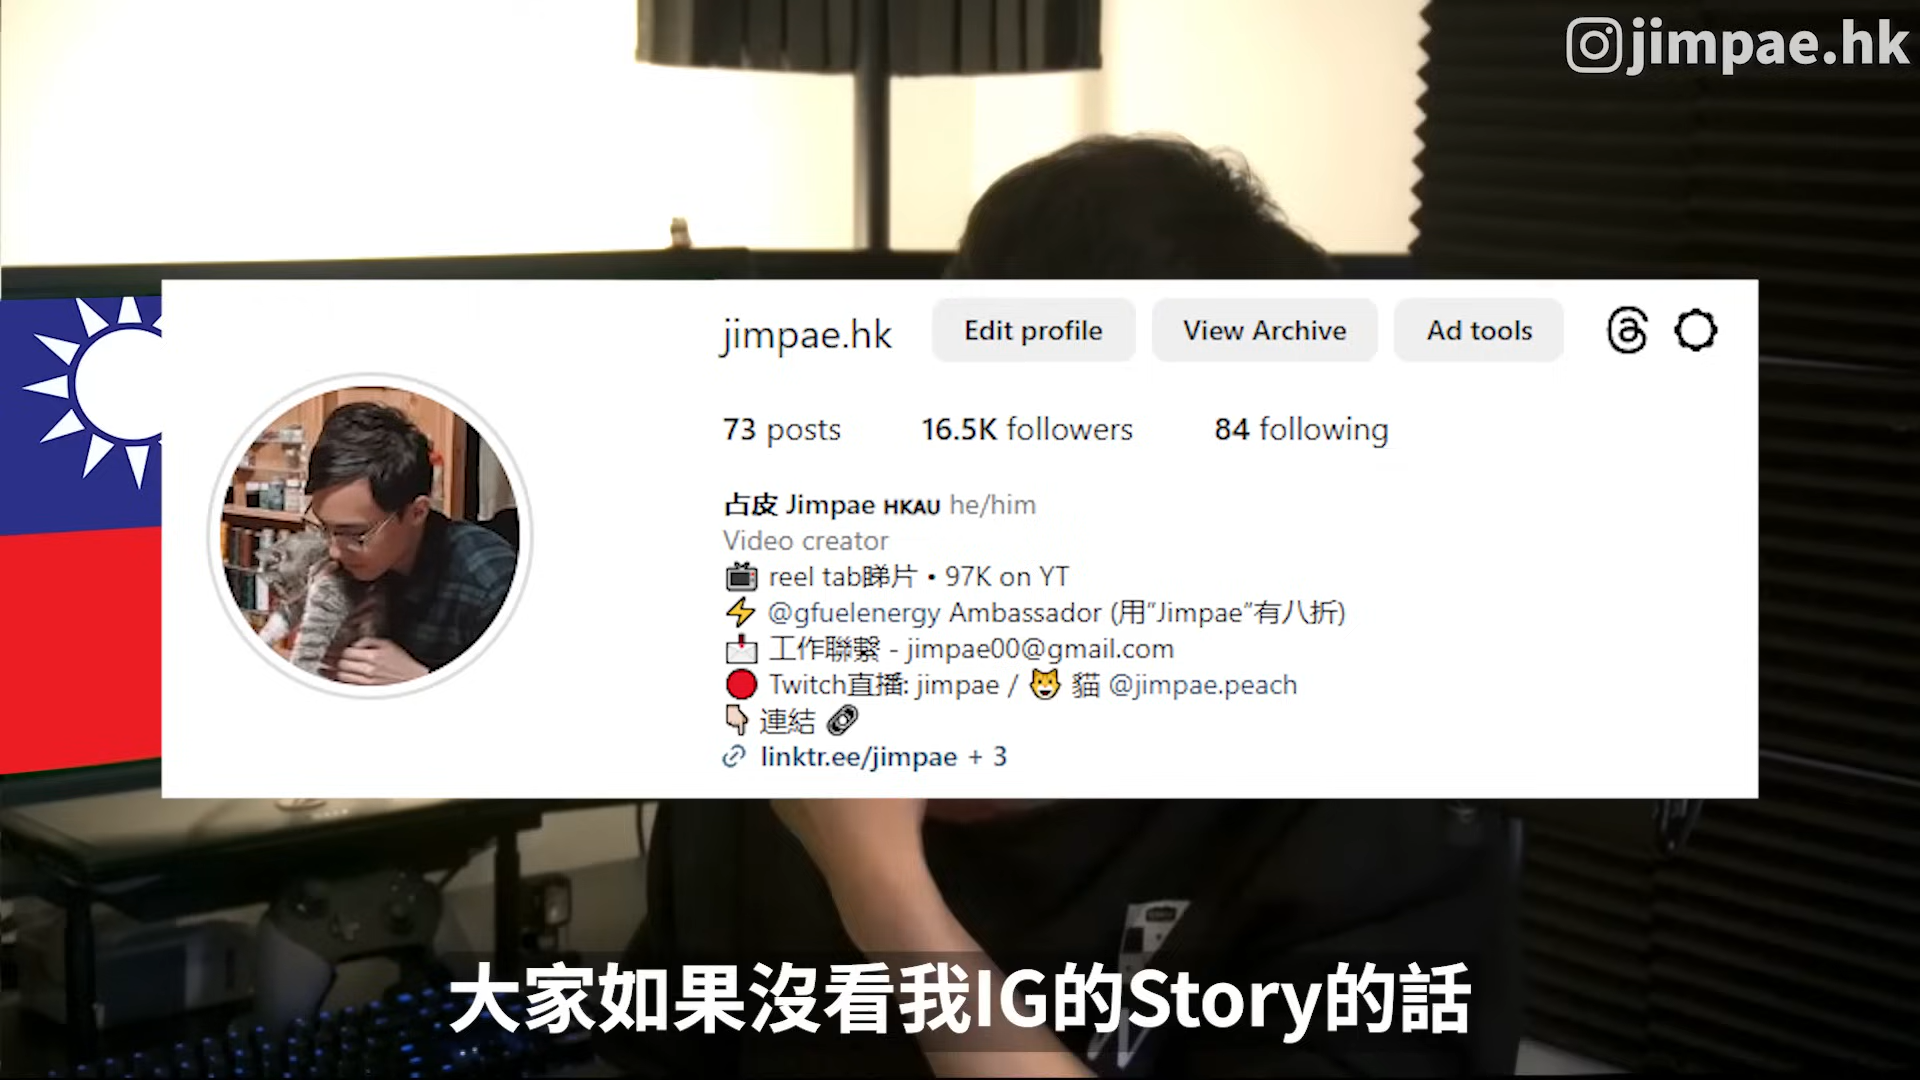 jimpae.hk
jimpae.hk Edit profile View Archive Ad tools
73 posts 16.5K followers 84 following
占皮 Jimpae ʜᴋᴀᴜ he/him
Video creator
📺 reel tab睇片 • 97K on YT
⚡ @gfuelenergy Ambassador (用"Jimpae"有八折)
📩 工作聯繫 - jimpae00@gmail.com
🔴 Twitch直播: jimpae / 😺 貓 @jimpae.peach
👇🏻 連結 🔗
linktr.ee/jimpae + 3
大家如果沒看我IG的Story的話